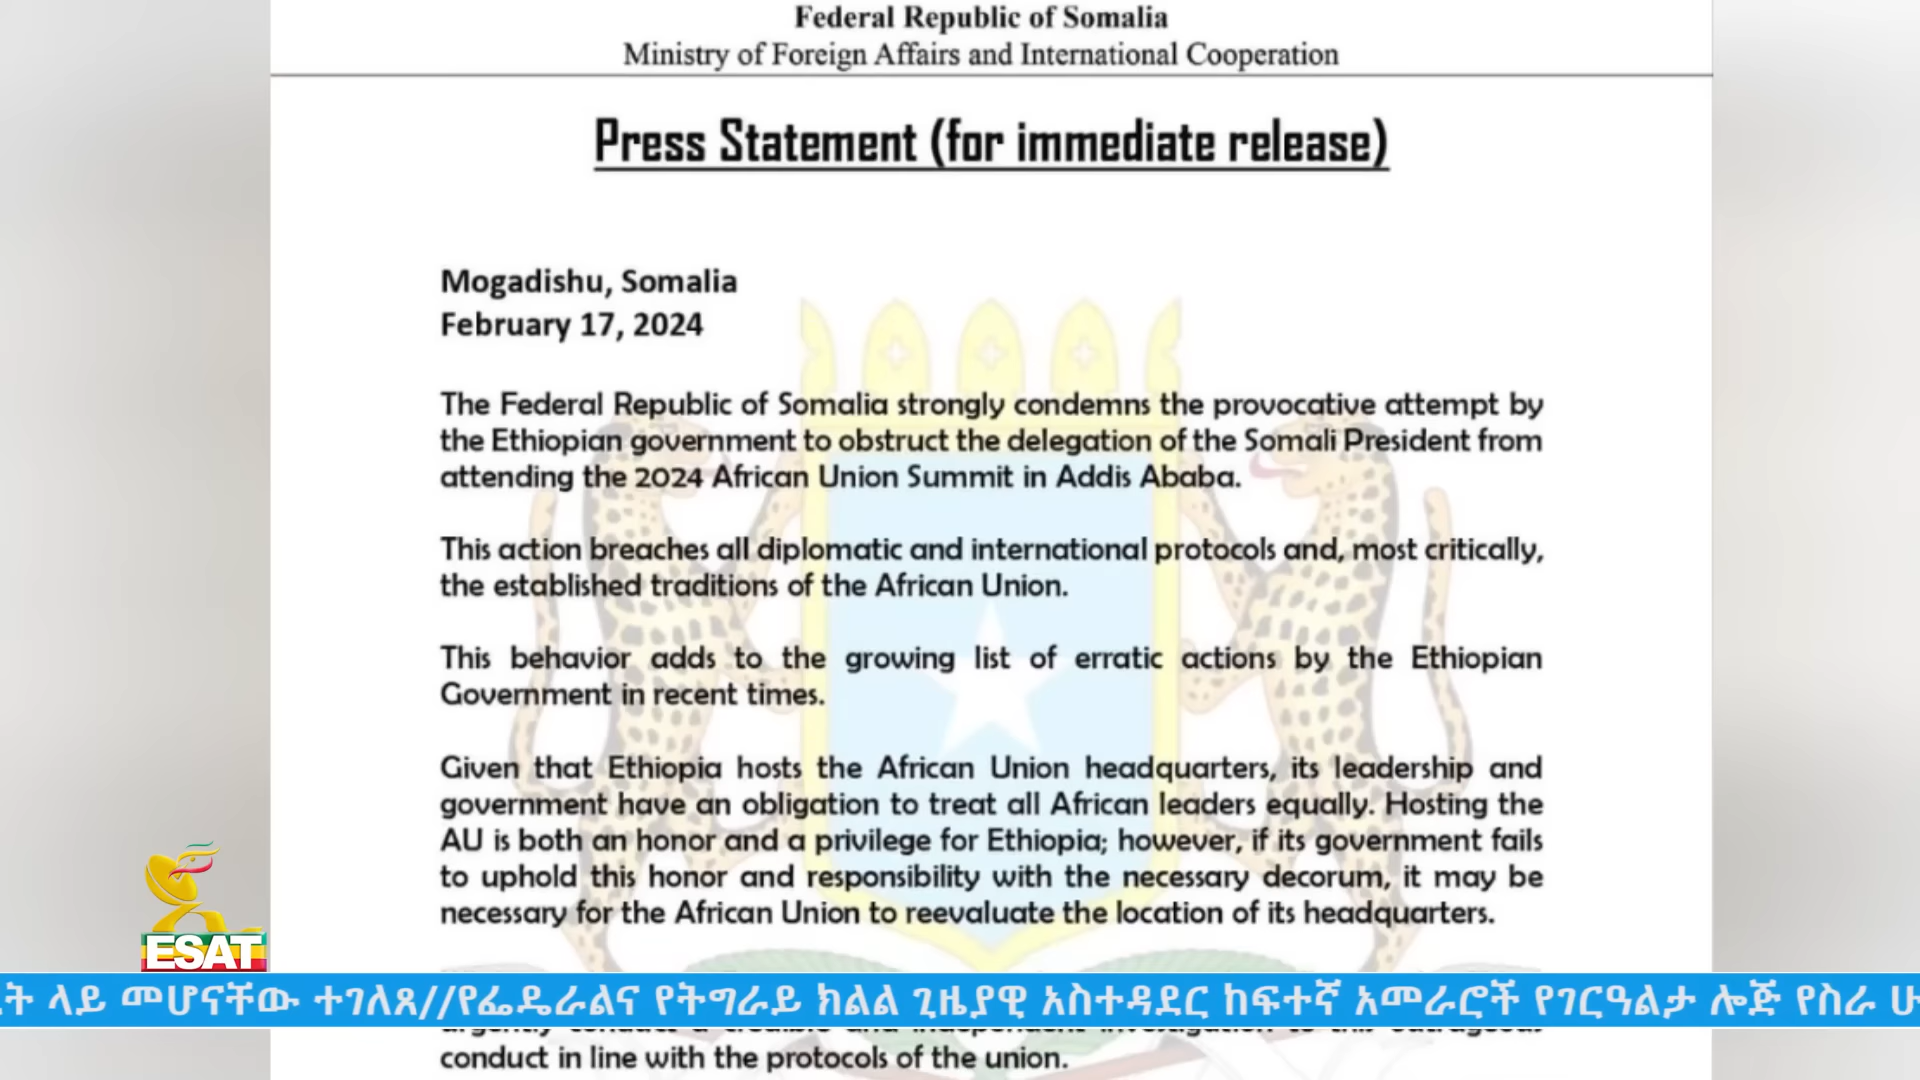 Federal Republic of Somalia
Ministry of Foreign Affairs and International Cooperation
Press Statement (for immediate release)
Mogadishu, Somalia
February 17, 2024
The Federal Republic of Somalia strongly condemns the provocative attempt by
the Ethiopian government to obstruct the delegation of the Somali President from
attending the 2024 African Union Summit in Addis Ababa.
This action breaches all diplomatic and international protocols and, most critically,
the established traditions of the African Union.
This behavior adds to the growing list of erratic actions by the Ethiopian
Government in recent times.
Given that Ethiopia hosts the African Union headquarters, its leadership and
government have an obligation to treat all African leaders equally. Hosting the
AU is both an honor and a privilege for Ethiopia; however, if its government fails
to uphold this honor and responsibility with the necessary decorum, it may be
necessary for the African Union to reevaluate the location of its headquarters.
ESAT
ላይ መሆናቸው ተገለጸ//የፌዴራልና የትግራይ ክልል ጊዜያዊ አስተዳደር ከፍተኛ አመራሮች የገርዓልታ ሎጅ የስራ
urgently conduct a credible and independent investigation to this outrageous
conduct in line with the protocols of the union.